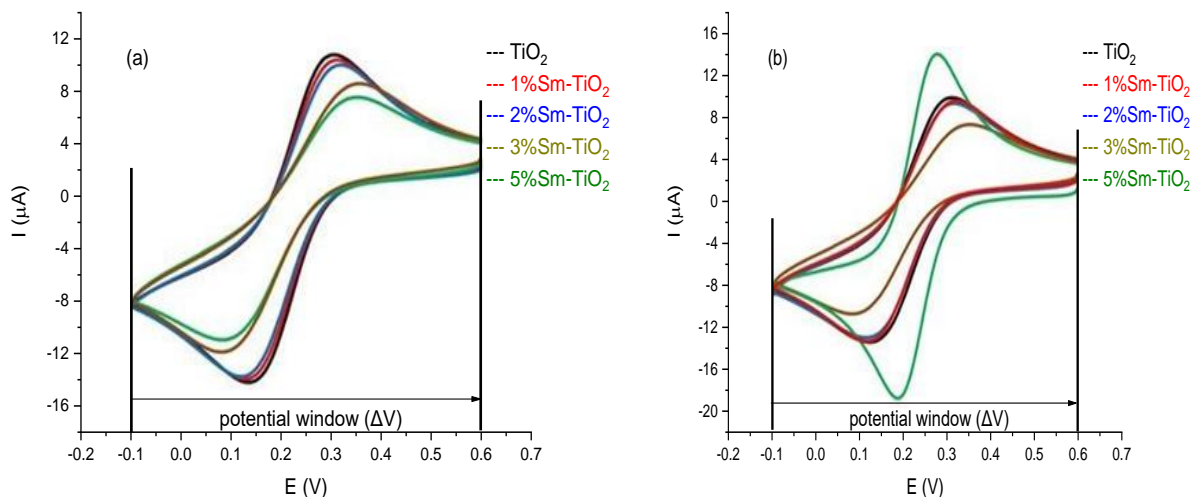 (a)
--- TiO₂
--- 1%Sm-TiO₂
--- 2%Sm-TiO₂
--- 3%Sm-TiO₂
--- 5%Sm-TiO₂
12
8
4
0
-4
-8
-12
-16
I (μA)
potential window (ΔV)
-0.2 -0.1 0.0 0.1 0.2 0.3 0.4 0.5 0.6 0.7
E (V)
(b)
--- TiO₂
--- 1%Sm-TiO₂
--- 2%Sm-TiO₂
--- 3%Sm-TiO₂
--- 5%Sm-TiO₂
16
12
8
4
0
-4
-8
-12
-16
-20
I (μA)
potential window (ΔV)
-0.2 -0.1 0.0 0.1 0.2 0.3 0.4 0.5 0.6 0.7
E (V)